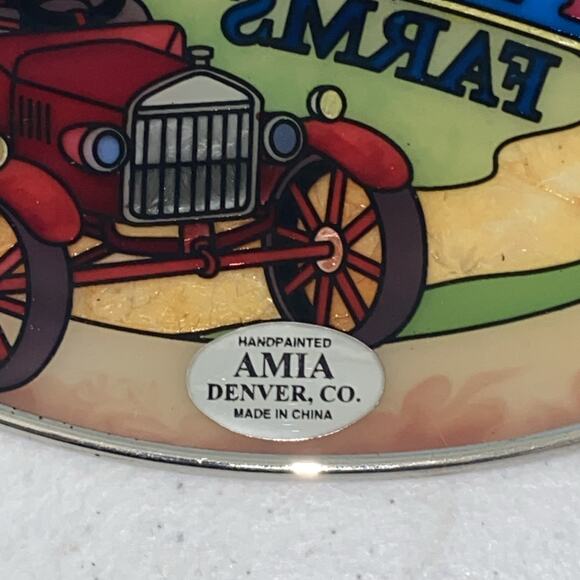 FARMS
HANDPAINTED
AMIA
DENVER, CO.
MADE IN CHINA